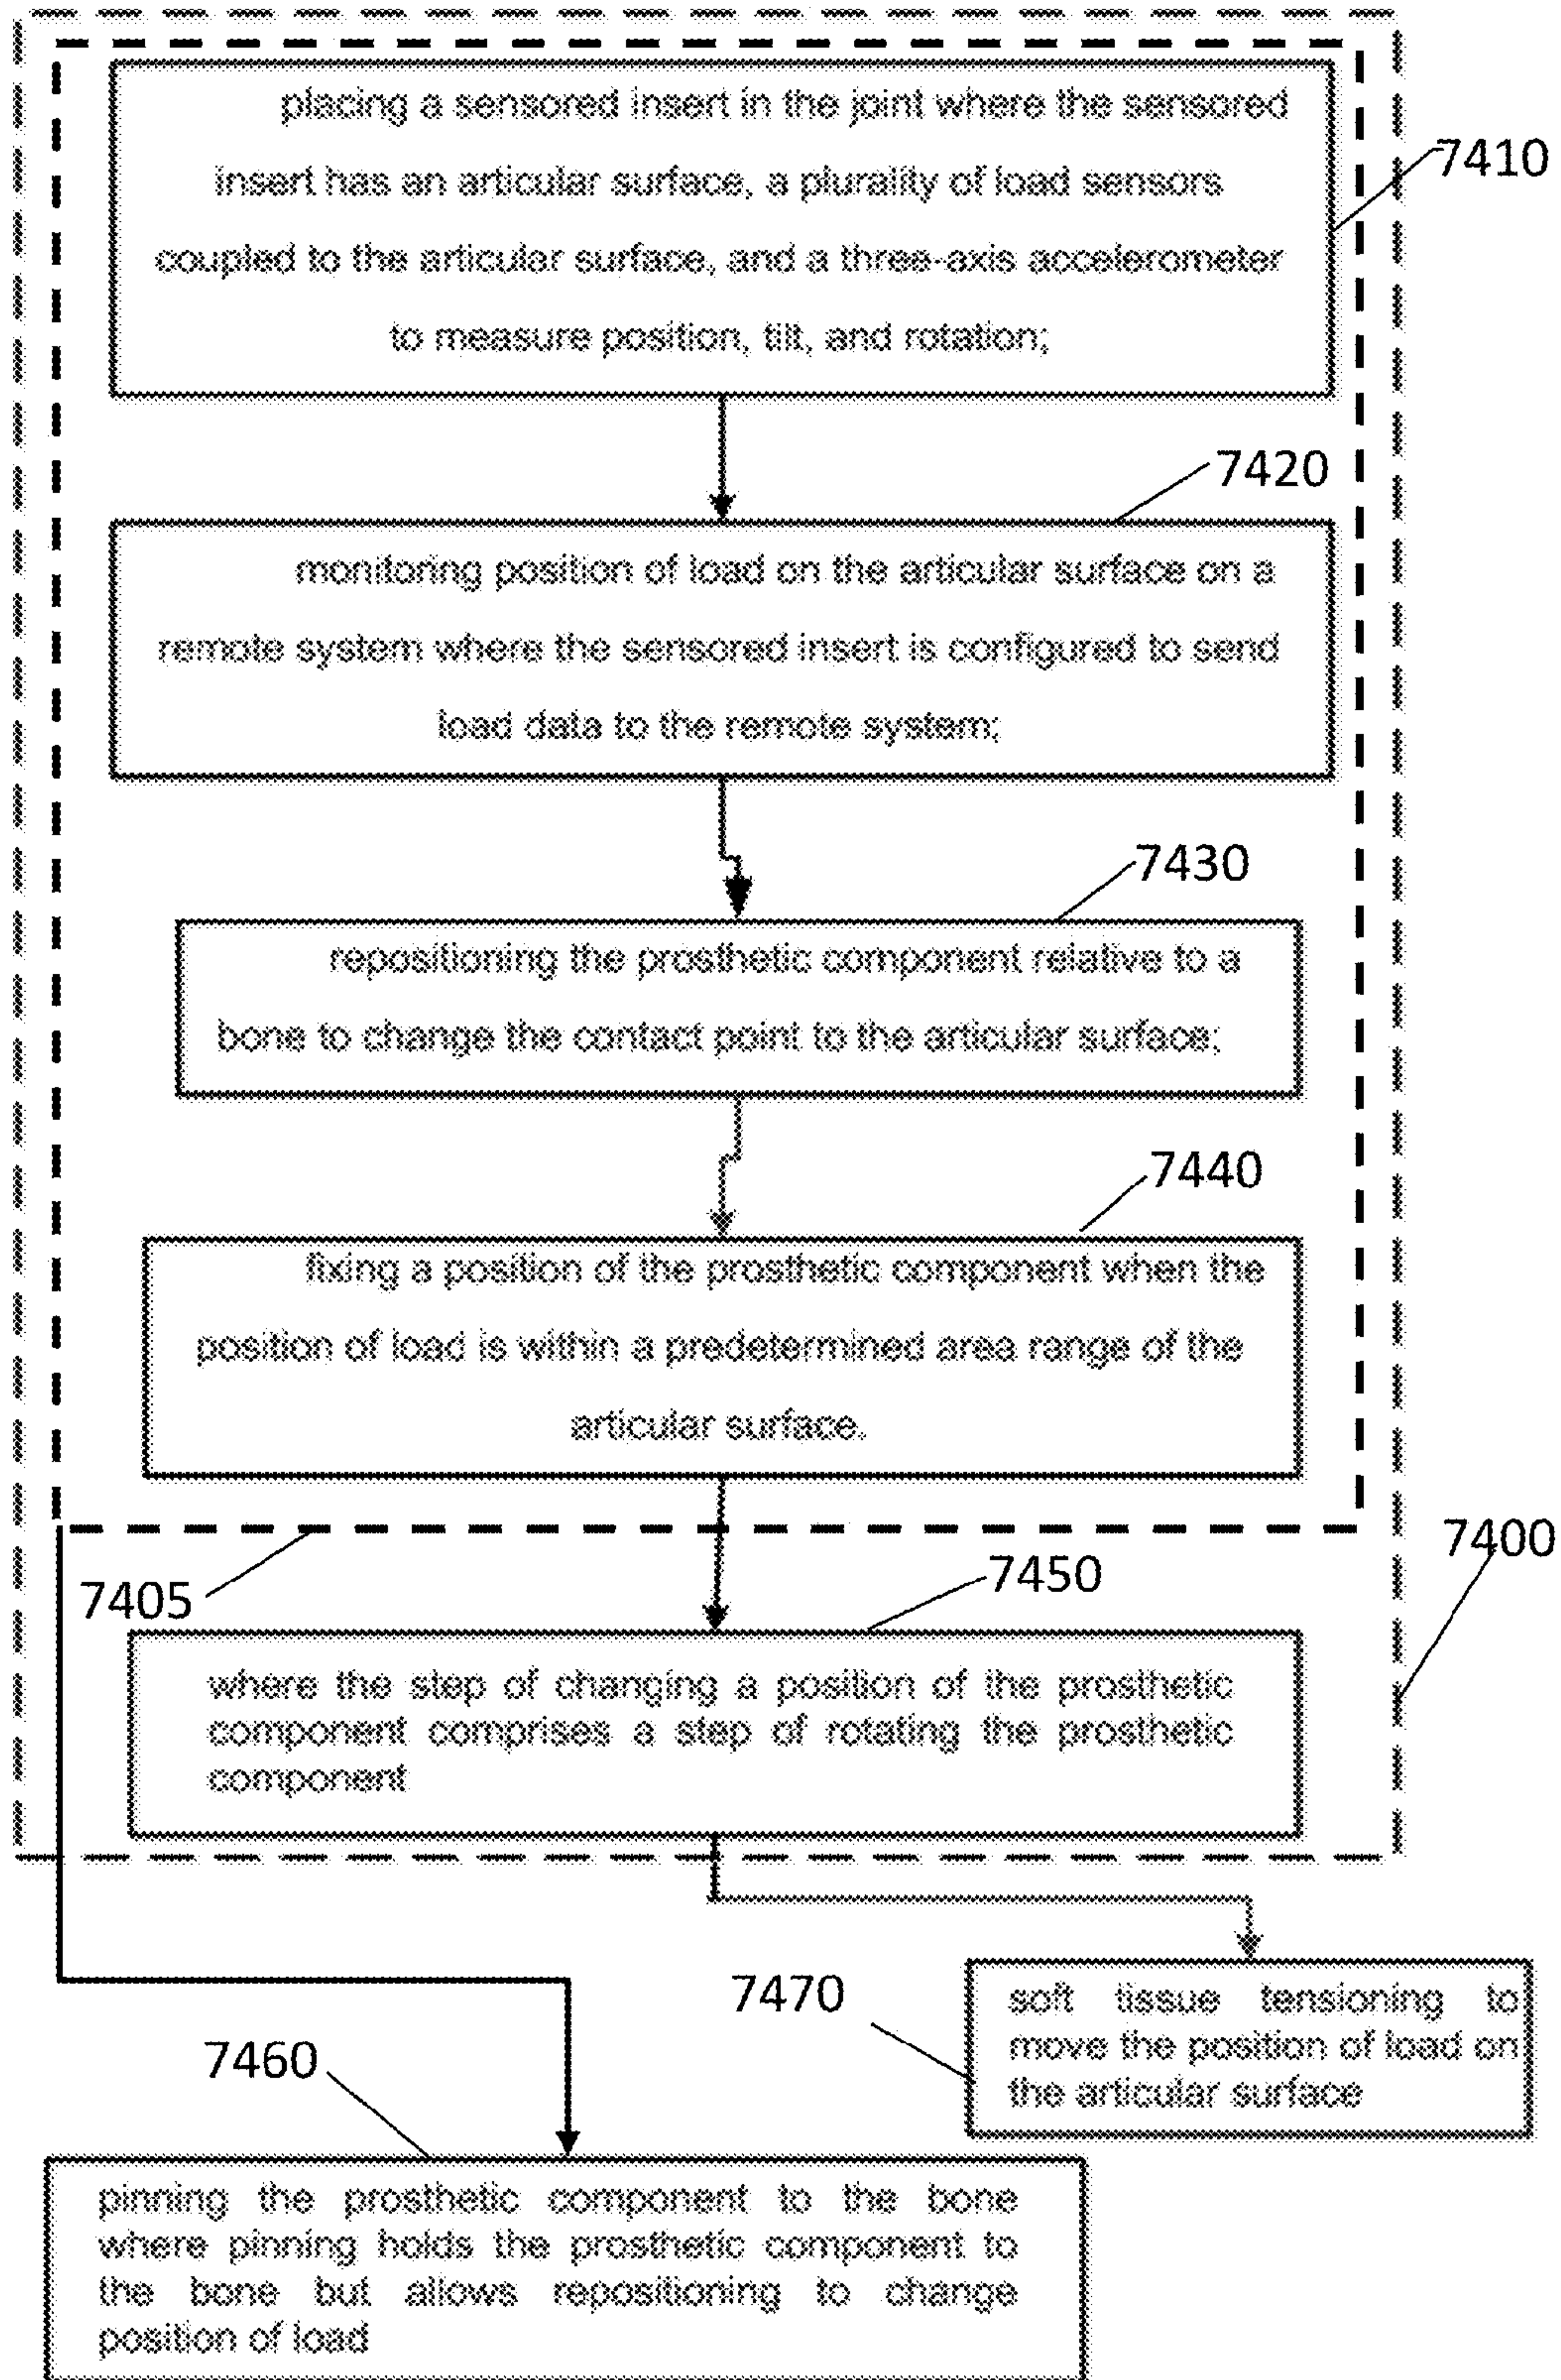 placing a sensored insert in the joint where the sensored
7410
insert has an articular surface, a plurality of load sensors
coupled to the articular surface, and a three-axis accelerometer
to measure position, tilt, and rotation;
7420
monitoring position of load on the articular surface on a
remote system where the sensored insert is configured to send
load data to the remote system;
7430
repositioning the prosthetic component relative to a
bone to change the contact point to the articular surface;
7440
fixing a position of the prosthetic component when the
position of load is within a predetermined area range of the
articular surface.
7400
7405
7450
where the step of changing a position of the prosthetic
component comprises a step of rotating the prosthetic
component
7470
soft tissue tensioning to
move the position of load on
the articular surface
7460
pinning the prosthetic component to the bone
where pinning holds the prosthetic component to
the bone but allows repositioning to change
position of load